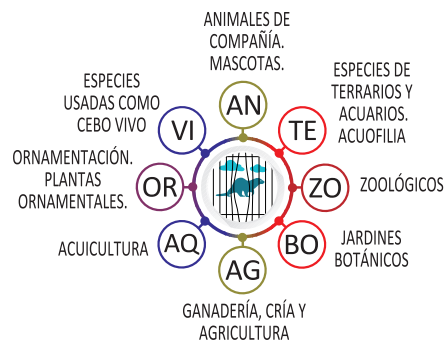 ANIMALES DE
COMPAÑÍA.
MASCOTAS.
AN
ESPECIES DE
TERRARIOS Y
ACUARIOS.
ACUOFILIA
TE
ZOOLÓGICOS
ZO
JARDINES
BOTÁNICOS
BO
GANADERÍA, CRÍA Y
AGRICULTURA
AG
ACUICULTURA
AQ
ORNAMENTACIÓN.
PLANTAS
ORNAMENTALES.
OR
ESPECIES
USADAS COMO
CEBO VIVO
VI